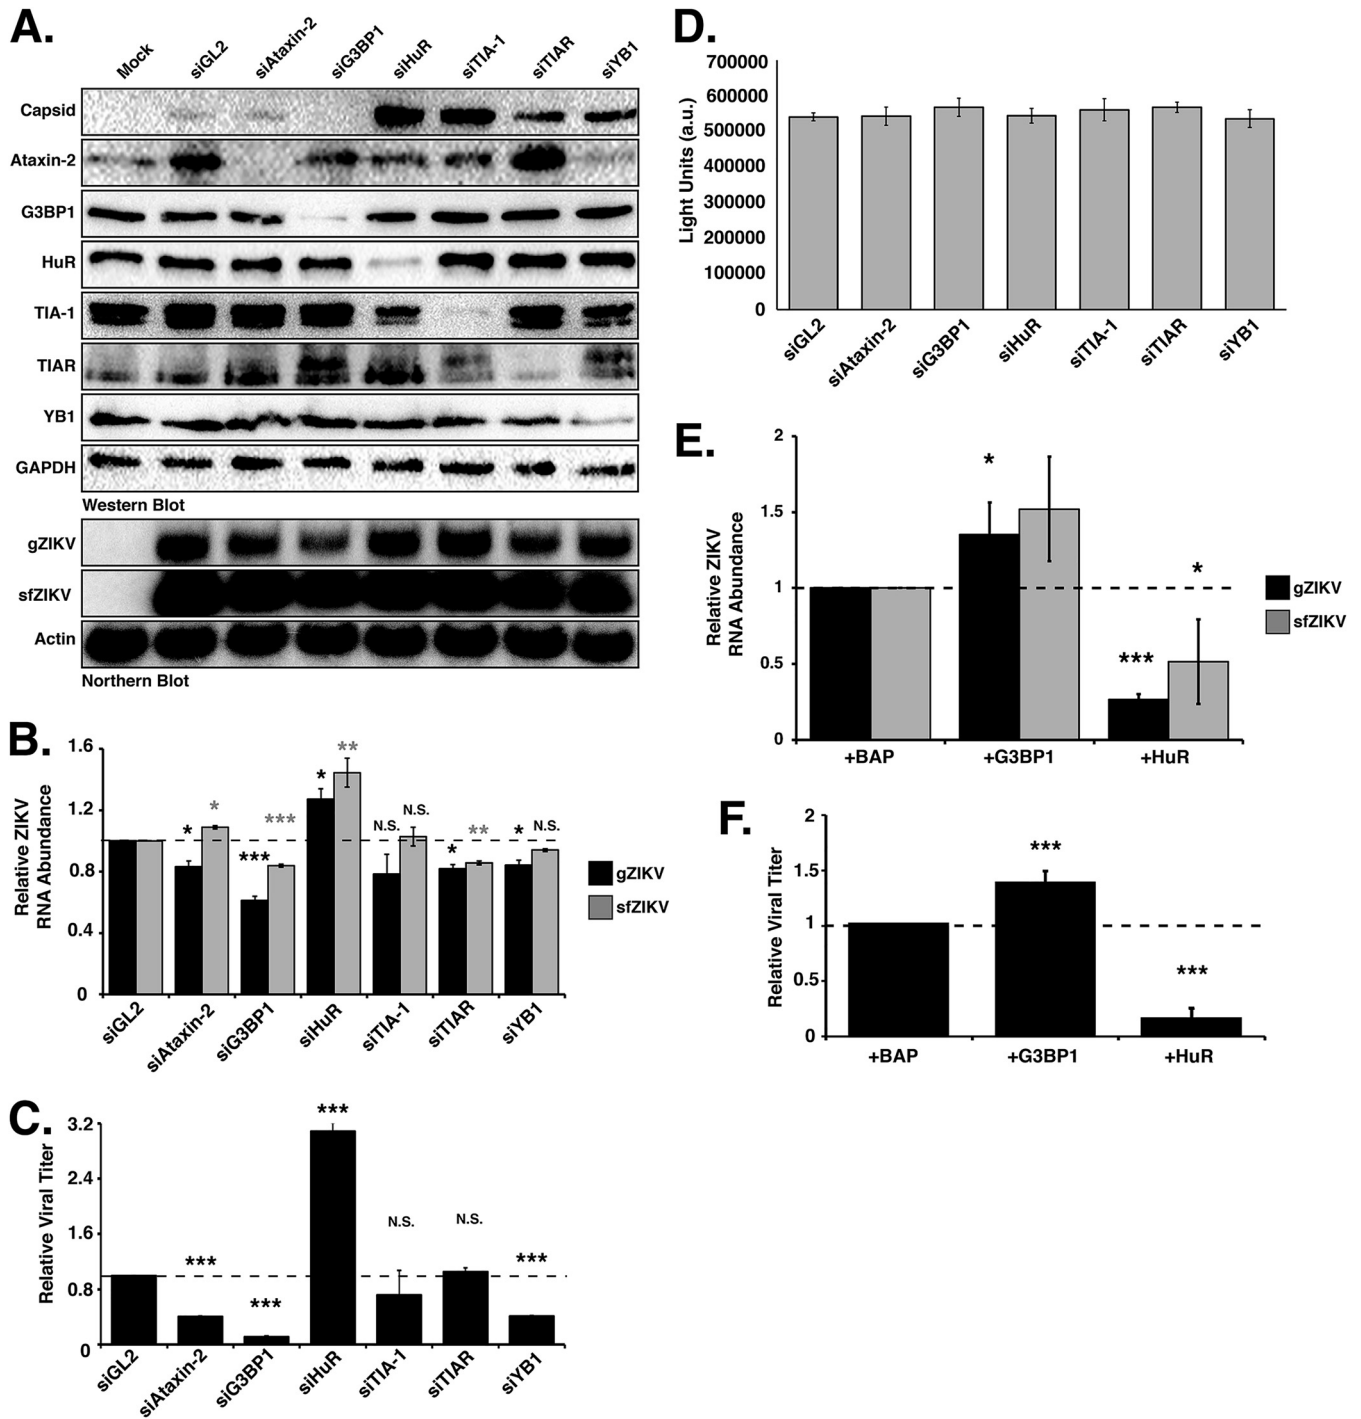 A.
Mock siGL2 siAtaxin-2 siG3BP1 siHuR siTIA-1 siTIAR siYB1
Capsid
Ataxin-2
G3BP1
HuR
TIA-1
TIAR
YB1
GAPDH
Western Blot
gZIKV
sfZIKV
Actin
Northern Blot
B.
Relative ZIKV
RNA Abundance
1.6
1.2
0.8
0.4
0
* * *** *** * ** N.S. N.S. * ** * N.S.
siGL2 siAtaxin-2 siG3BP1 siHuR siTIA-1 siTIAR siYB1
gZIKV
sfZIKV
C.
Relative Viral Titer
3.2
2.4
1.6
0.8
0
*** *** *** N.S. N.S. ***
siGL2 siAtaxin-2 siG3BP1 siHuR siTIA-1 siTIAR siYB1
D.
Light Units (a.u.)
700000
600000
500000
400000
300000
200000
100000
0
siGL2 siAtaxin-2 siG3BP1 siHuR siTIA-1 siTIAR siYB1
E.
Relative ZIKV
RNA Abundance
2
1.5
1
0.5
0
* *** *
+BAP +G3BP1 +HuR
gZIKV
sfZIKV
F.
Relative Viral Titer
2
1.5
1
0.5
0
*** ***
+BAP +G3BP1 +HuR